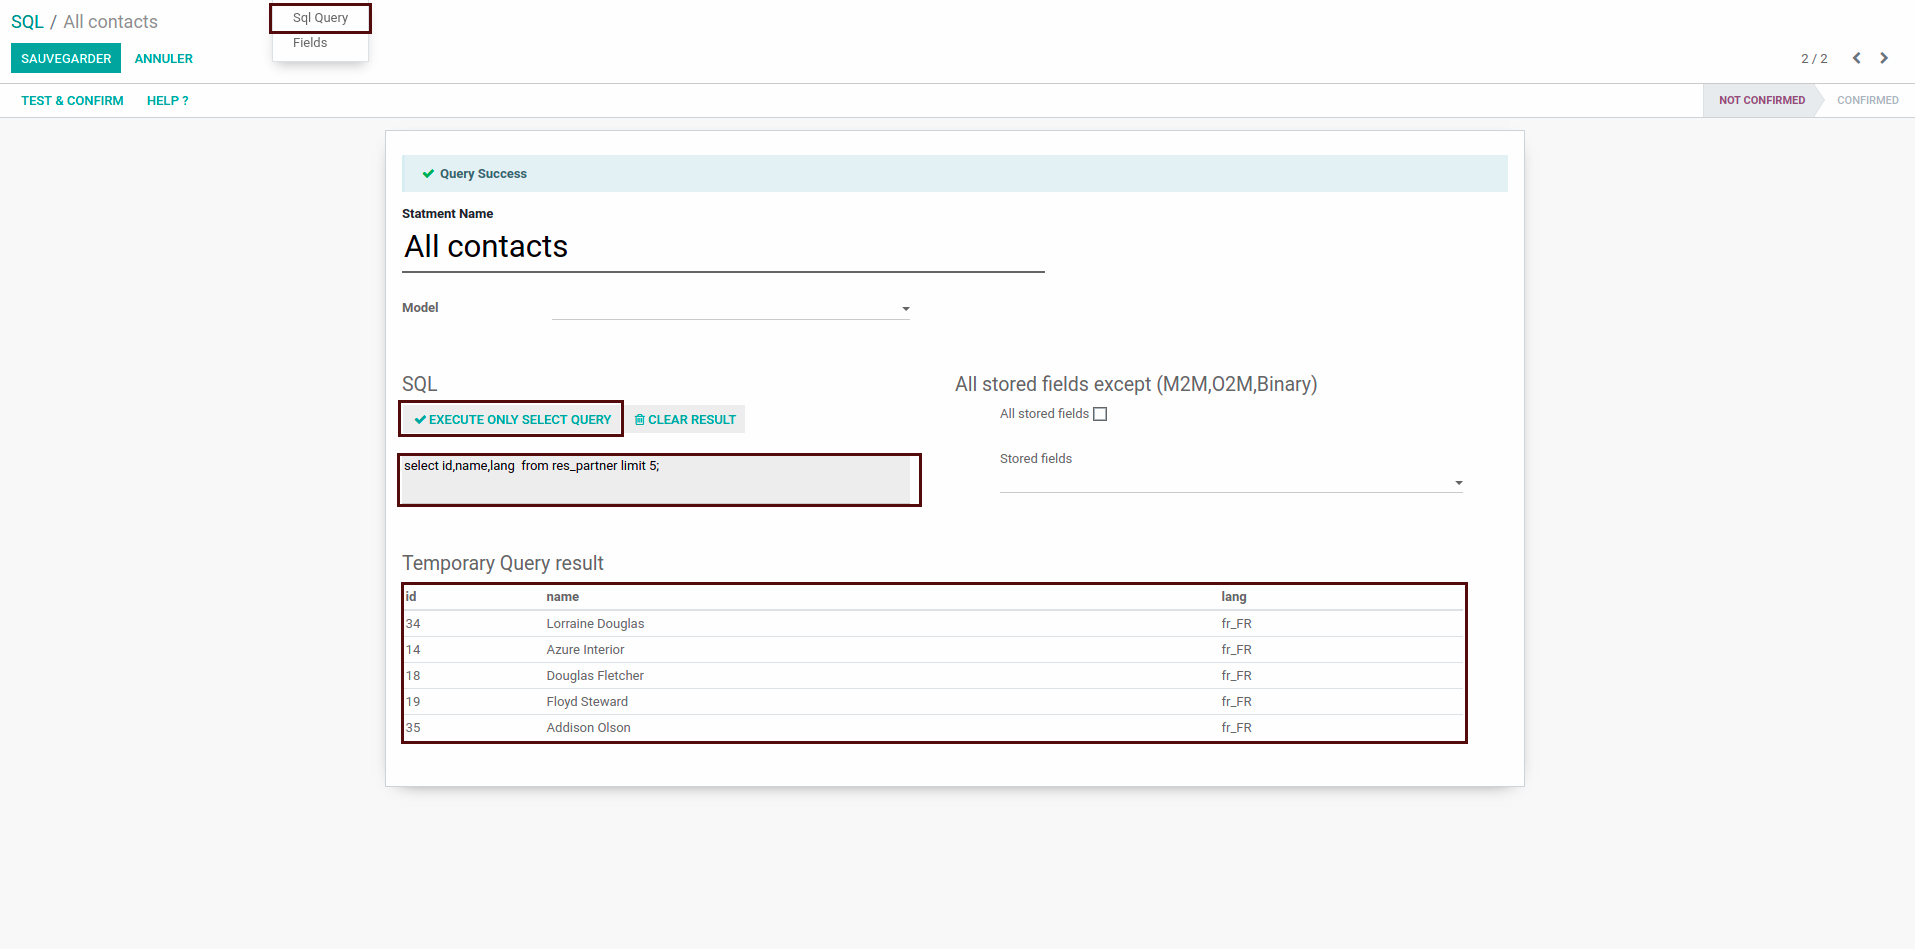 SQL / All contacts
Sql Query
Fields
SAUVEGARDER ANNULER
2 / 2
TEST & CONFIRM HELP ?
NOT CONFIRMED CONFIRMED
Query Success
Statment Name
All contacts
Model
SQL
EXECUTE ONLY SELECT QUERY CLEAR RESULT
select id,name,lang  from res_partner limit 5;
All stored fields except (M2M,O2M,Binary)
All stored fields
Stored fields
Temporary Query result
id name lang
34 Lorraine Douglas fr_FR
14 Azure Interior fr_FR
18 Douglas Fletcher fr_FR
19 Floyd Steward fr_FR
35 Addison Olson fr_FR